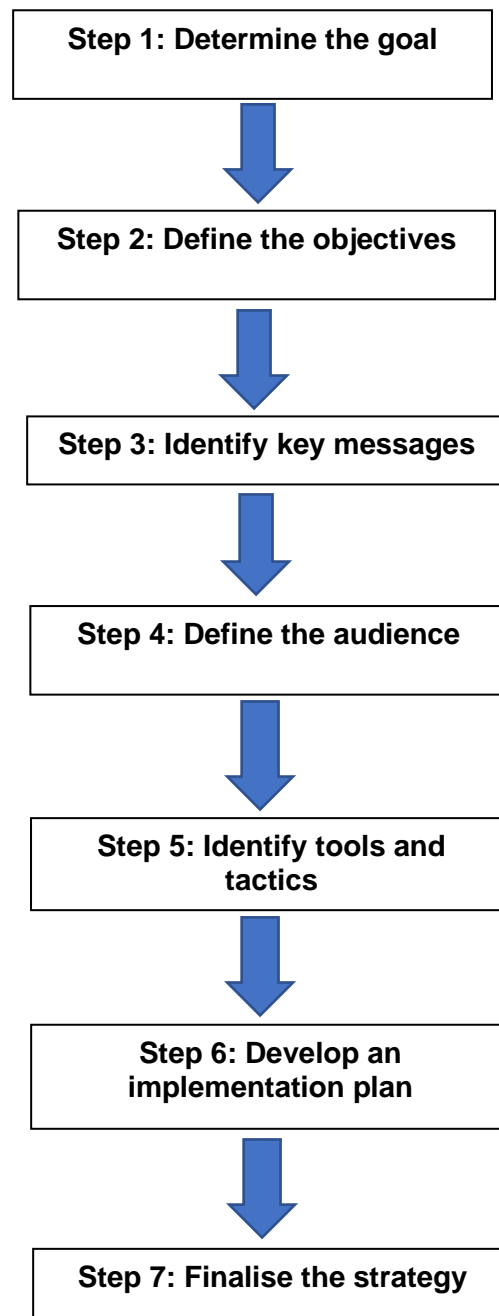 Step 1: Determine the goal
Step 2: Define the objectives
Step 3: Identify key messages
Step 4: Define the audience
Step 5: Identify tools and
tactics
Step 6: Develop an
implementation plan
Step 7: Finalise the strategy